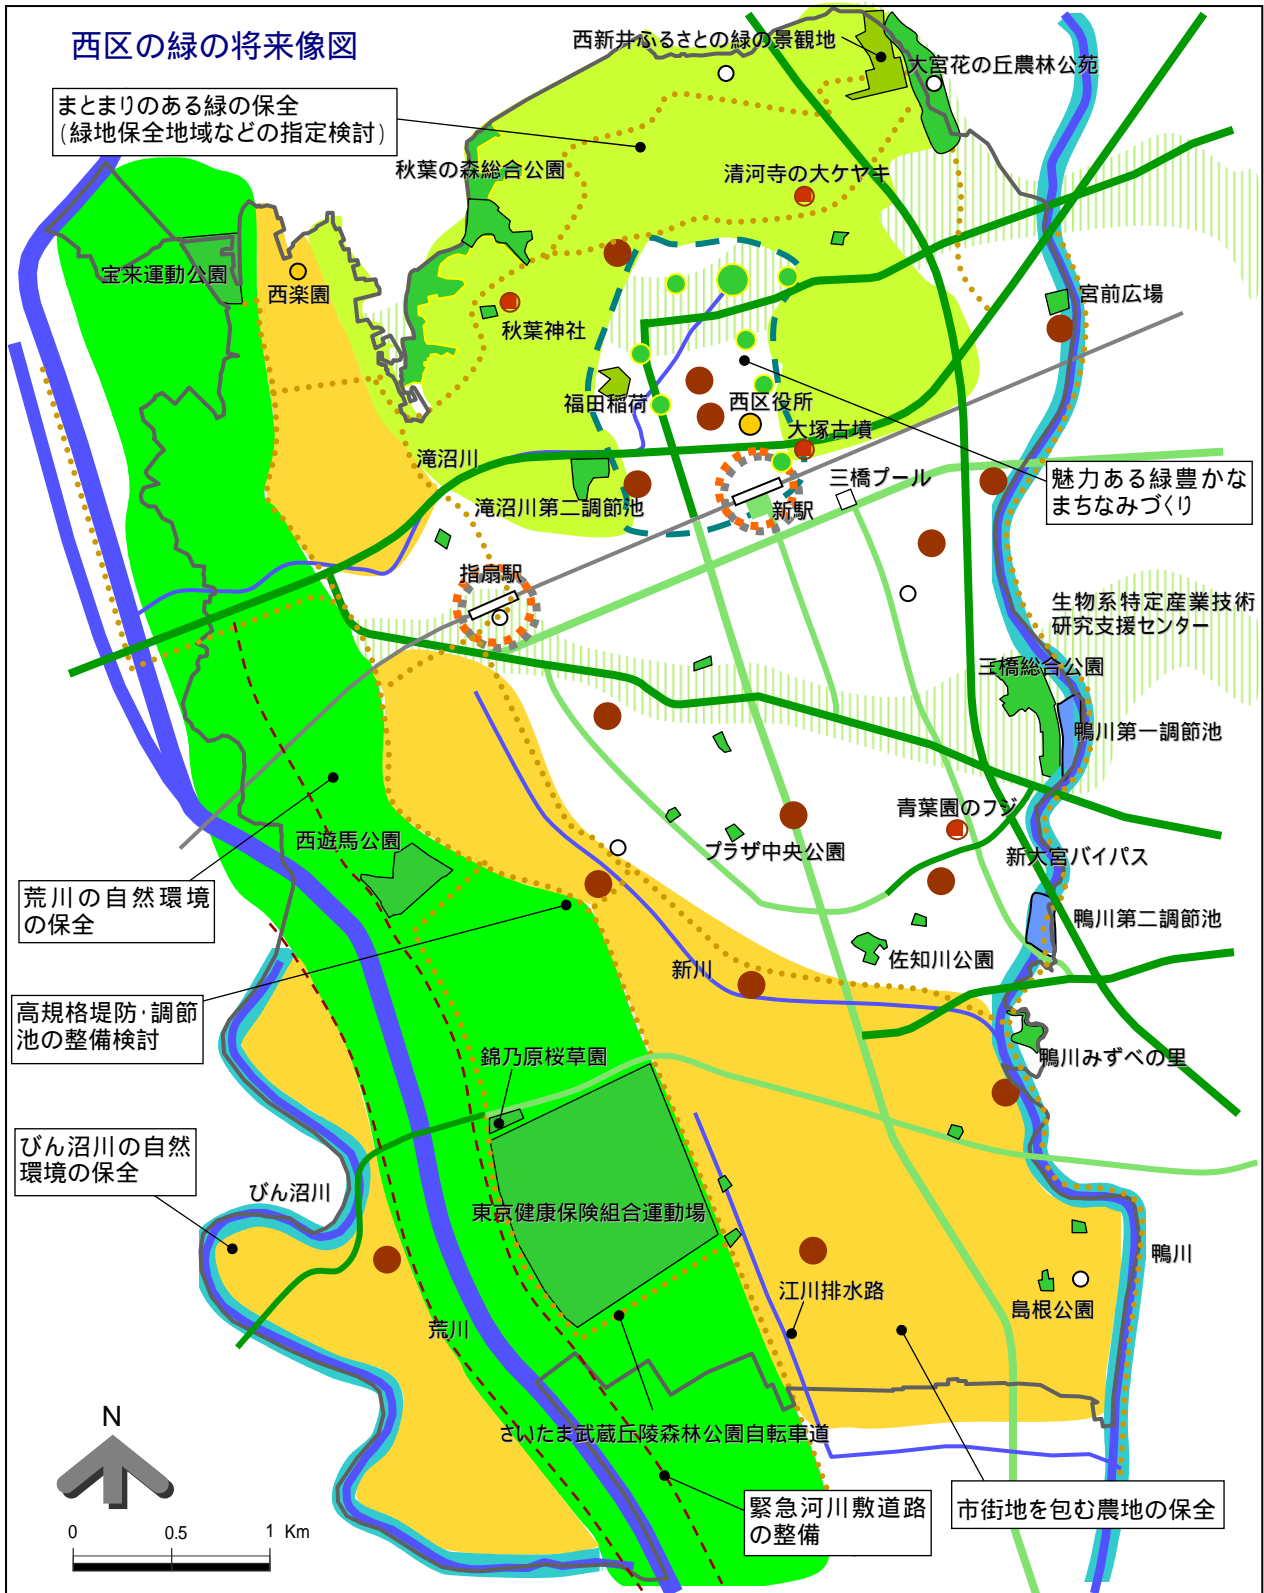 西区の緑の将来像図
西新井ふるさとの緑の景観地
大宮花の丘農林公苑
まとまりのある緑の保全
(緑地保全地域などの指定検討)
秋葉の森総合公園
清河寺の大ケヤキ
宝来運動公園
西楽園
宮前広場
秋葉神社
福田稲荷
西区役所
大塚古墳
滝沼川
三橋プール
魅力ある緑豊かな
まちなみづくり
滝沼川第二調節池
新駅
指扇駅
生物系特定産業技術
研究支援センター
三橋総合公園
鴨川第一調節池
青葉園のフジ
西遊馬公園
プラザ中央公園
新大宮バイパス
荒川の自然環境
の保全
鴨川第二調節池
佐知川公園
新川
高規格堤防・調節
池の整備検討
錦乃原桜草園
鴨川みずべの里
びん沼川の自然
環境の保全
びん沼川
東京健康保険組合運動場
鴨川
江川排水路
島根公園
荒川
N
さいたま武蔵丘陵森林公園自転車道
緊急河川敷道路
の整備
市街地を包む農地の保全
0 0.5 1 Km